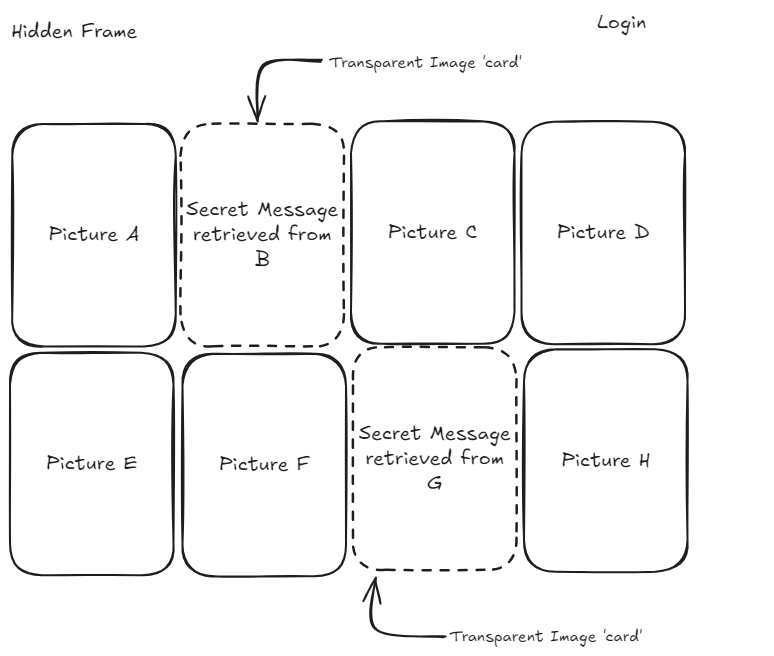 Hidden Frame
Login
Transparent Image 'card'
Picture A
Secret Message
retrieved from
B
Picture C
Picture D
Picture E
Picture F
Secret Message
retrieved from
G
Picture H
Transparent Image 'card'